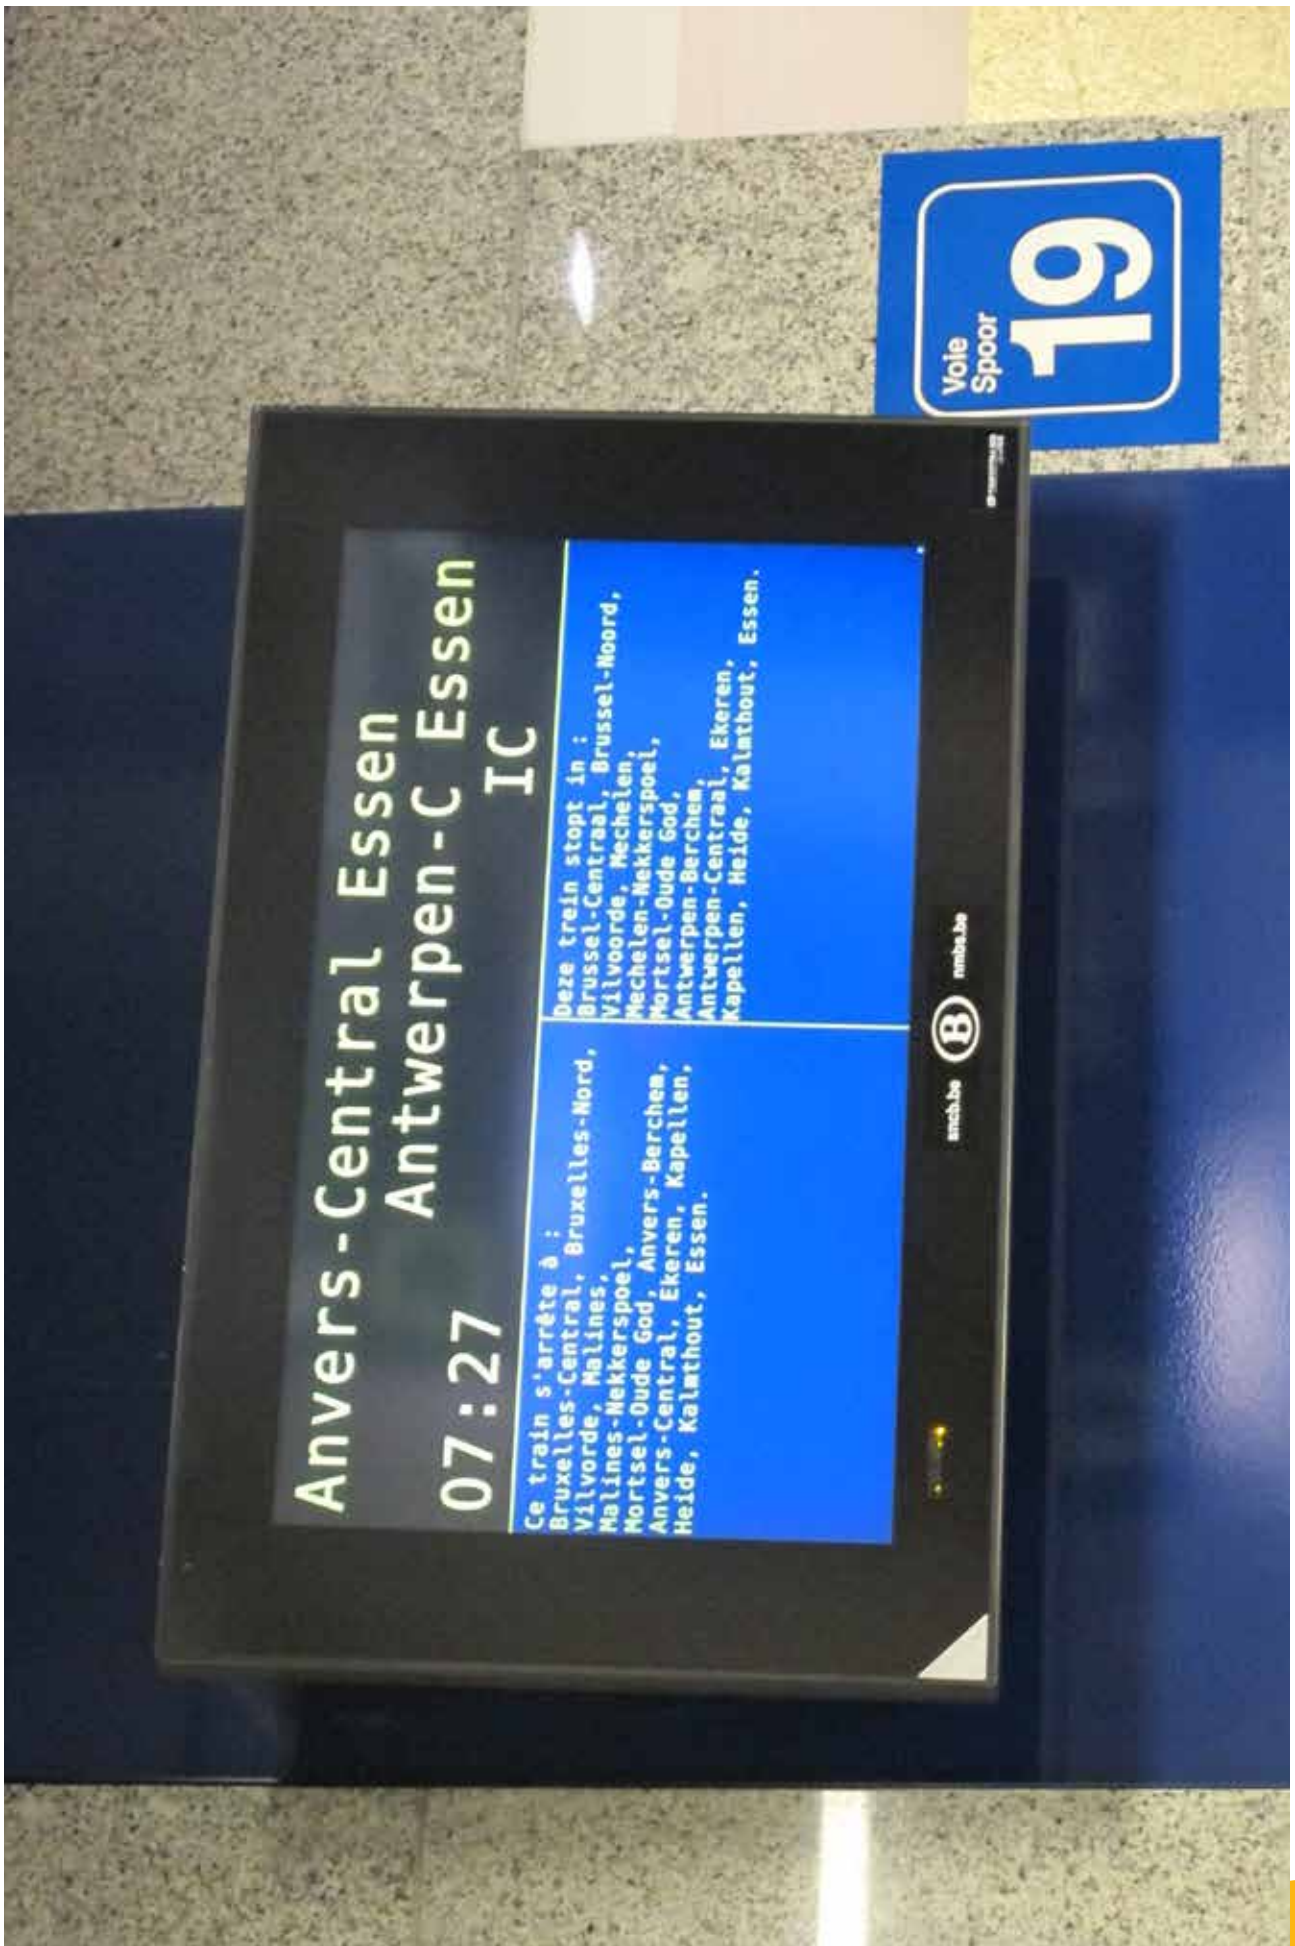 Anvers-Central Essen
Antwerpen-C Essen
07:27 IC
Ce train s'arrête à :
Bruxelles-Central, Bruxelles-Nord,
Vilvorde, Malines,
Malines-Nekkerspoel,
Mortsel-Oude God, Anvers-Berchem,
Anvers-Central, Ekeren, Kapellen,
Heide, Kalmthout, Essen.
Deze trein stopt in :
Brussel-Centraal, Brussel-Noord,
Vilvoorde, Mechelen,
Mechelen-Nekkerspoel,
Mortsel-Oude God,
Antwerpen-Berchem,
Antwerpen-Centraal, Ekeren,
Kapellen, Heide, Kalmthout, Essen.
sncb.be B nmbs.be
Voie
Spoor
19